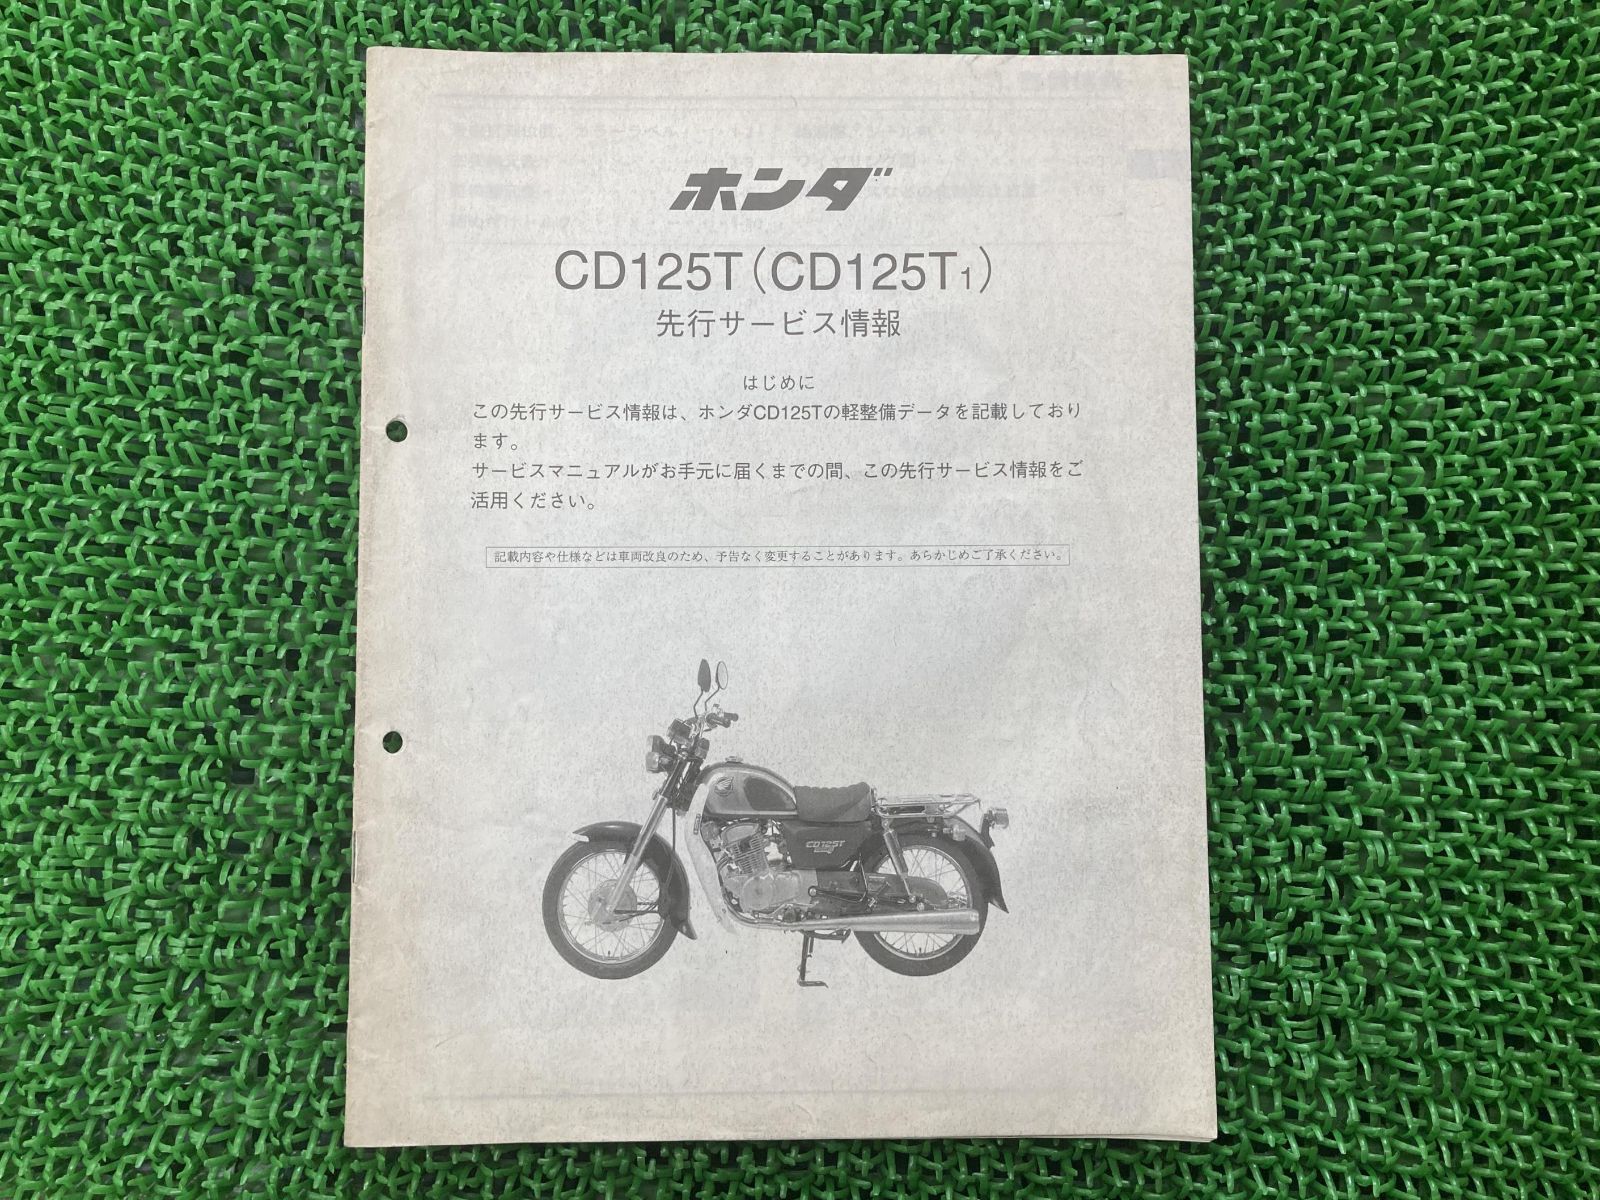 ホンダ
CD125T(CD125T1)
先行サービス情報
はじめに
この先行サービス情報は、ホンダCD125Tの軽整備データを記載しており
ます。
サービスマニュアルがお手元に届くまでの間、この先行サービス情報をご
活用ください。
記載内容や仕様などは車両改良のため、予告なく変更することがあります。あらかじめご了承ください。
CD125T